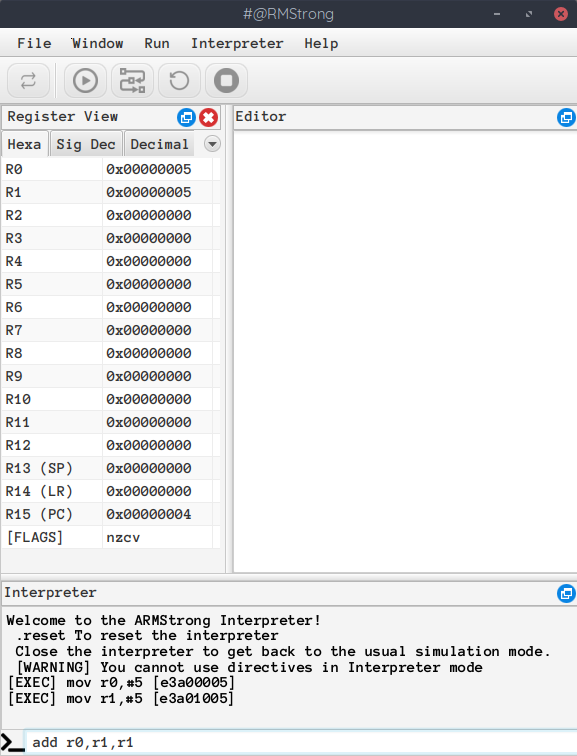 #@RMStrong
File Window Run Interpreter Help
Register View
Editor
Hexa Sig Dec Decimal
R0 0x00000005
R1 0x00000005
R2 0x00000000
R3 0x00000000
R4 0x00000000
R5 0x00000000
R6 0x00000000
R7 0x00000000
R8 0x00000000
R9 0x00000000
R10 0x00000000
R11 0x00000000
R12 0x00000000
R13 (SP) 0x00000000
R14 (LR) 0x00000000
R15 (PC) 0x00000004
[FLAGS] nzcv
Interpreter
Welcome to the ARMStrong Interpreter!
.reset To reset the interpreter
Close the interpreter to get back to the usual simulation mode.
[WARNING] You cannot use directives in Interpreter mode
[EXEC] mov r0,#5 [e3a00005]
[EXEC] mov r1,#5 [e3a01005]
add r0,r1,r1